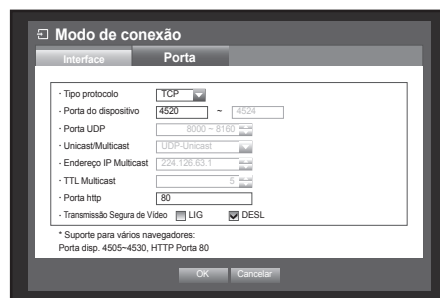 Modo de conexão
Interface Porta
· Tipo protocolo TCP
· Porta do dispositivo 4520 ~ 4524
· Porta UDP 8000 ~ 8160
· Unicast/Multicast UDP-Unicast
· Endereço IP Multicast 224.126.63.1
· TTL Multicast 5
· Porta http 80
· Transmissão Segura de Vídeo LIG DESL
* Suporte para vários navegadores:
Porta disp. 4505~4530, HTTP Porta 80
OK Cancelar